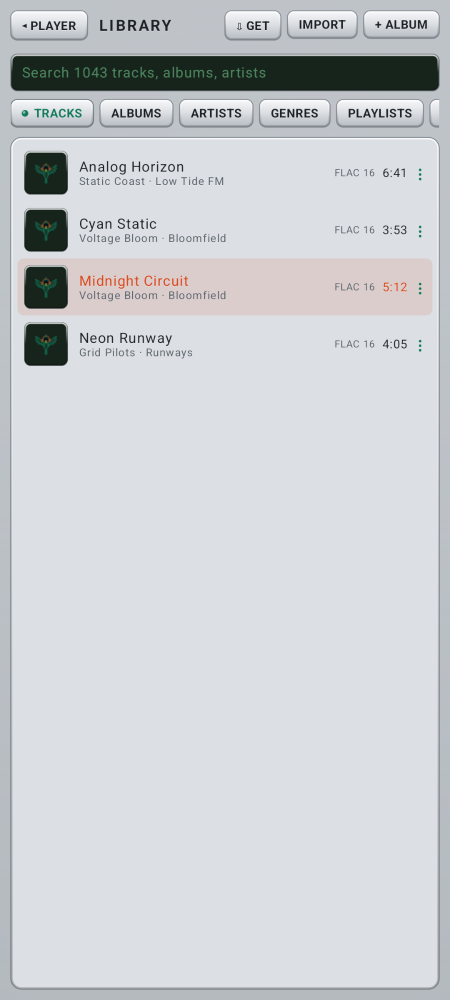 ◂ PLAYER LIBRARY ⇩ GET IMPORT + ALBUM
Search 1043 tracks, albums, artists
TRACKS ALBUMS ARTISTS GENRES PLAYLISTS
Analog Horizon FLAC 16 6:41
Static Coast · Low Tide FM
Cyan Static FLAC 16 3:53
Voltage Bloom · Bloomfield
Midnight Circuit FLAC 16 5:12
Voltage Bloom · Bloomfield
Neon Runway FLAC 16 4:05
Grid Pilots · Runways